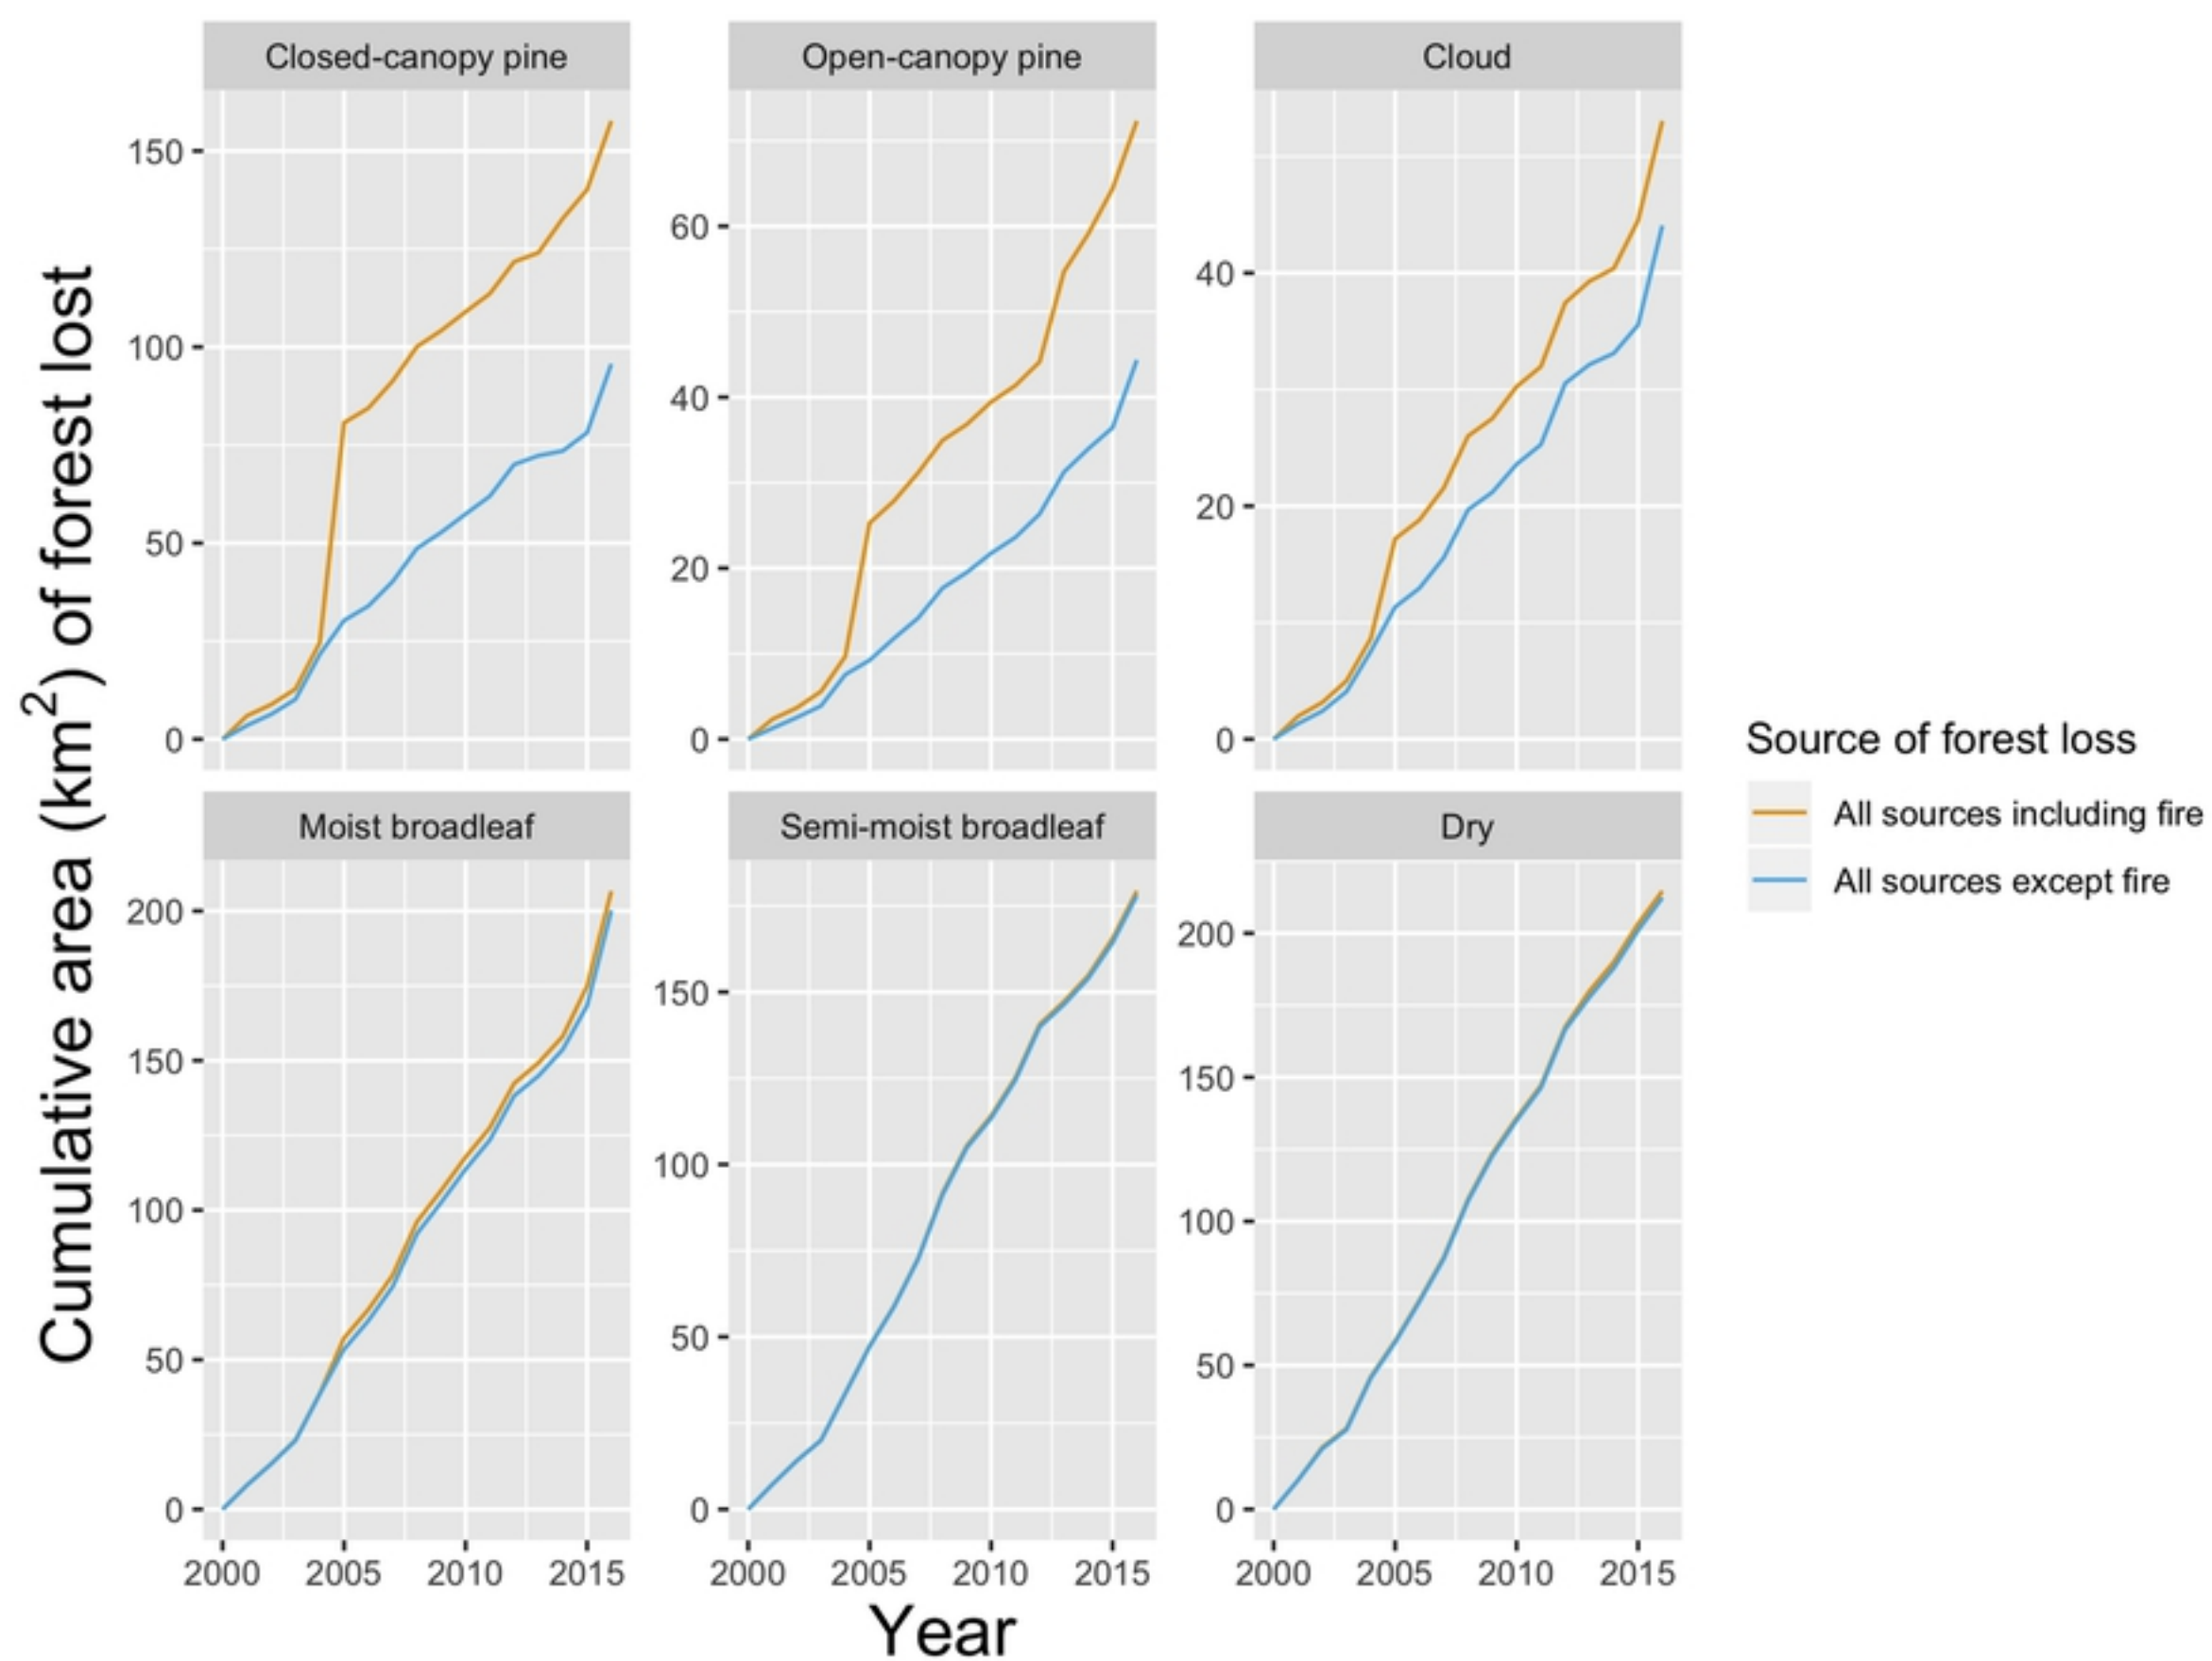 Closed-canopy pine
Open-canopy pine
Cloud
150
100
50
0
60
40
20
0
40
20
0
Cumulative area (km²) of forest lost
Moist broadleaf
Semi-moist broadleaf
Dry
200
150
100
50
0
150
100
50
0
200
150
100
50
0
2000 2005 2010 2015
2000 2005 2010 2015
2000 2005 2010 2015
Year
Source of forest loss
All sources including fire
All sources except fire